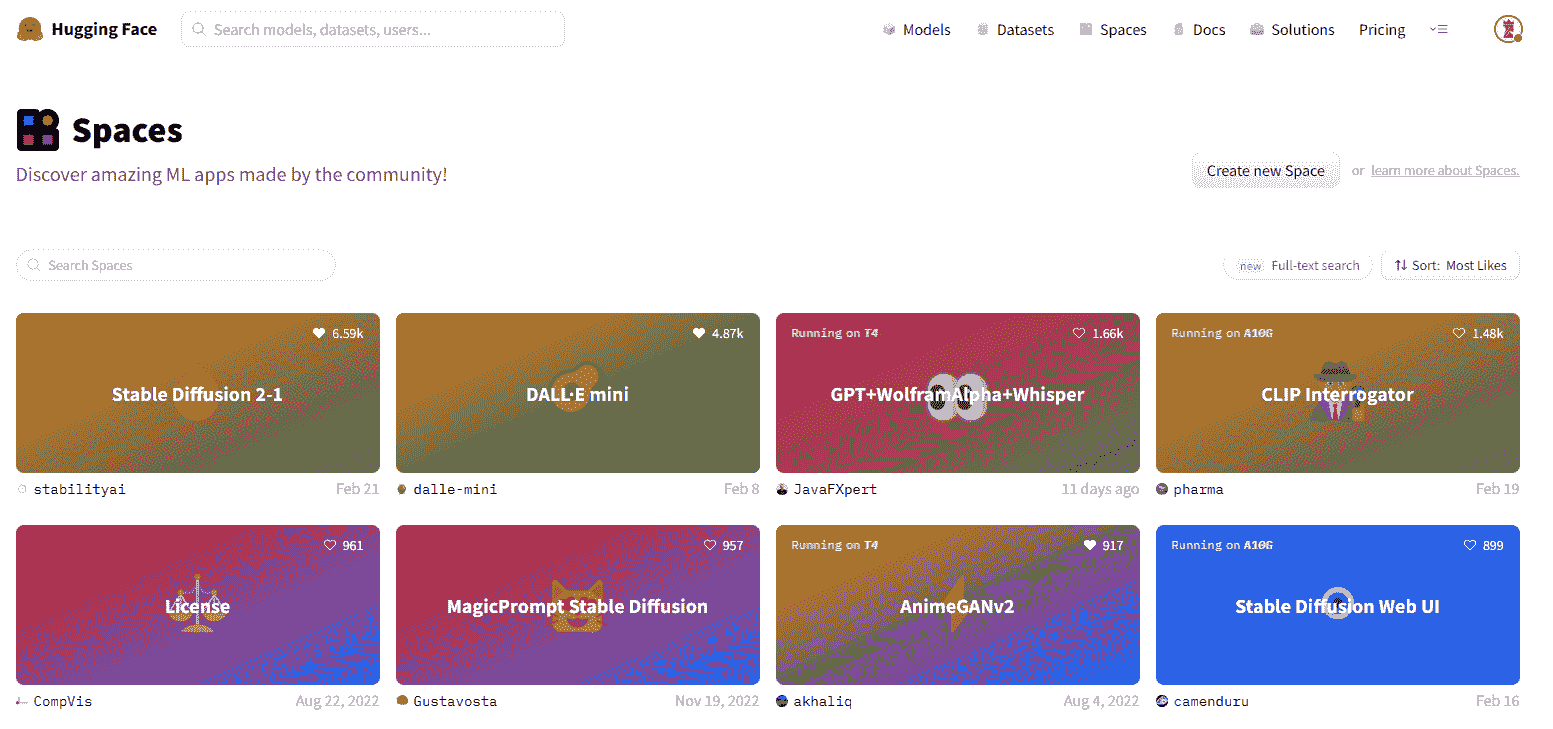 Hugging Face
Search models, datasets, users...
Models
Datasets
Spaces
Docs
Solutions
Pricing
Spaces
Discover amazing ML apps made by the community!
Create new Space
or learn more about Spaces.
Search Spaces
new Full-text search
Sort: Most Likes
6.59k
Stable Diffusion 2-1
stabilityai
Feb 21
4.87k
DALL·E mini
dalle-mini
Feb 8
Running on T4
1.66k
GPT+WolframAlpha+Whisper
JavaFXpert
11 days ago
Running on A10G
1.48k
CLIP Interrogator
pharma
Feb 19
961
License
CompVis
Aug 22, 2022
957
MagicPrompt Stable Diffusion
Gustavosta
Nov 19, 2022
Running on T4
917
AnimeGANv2
akhaliq
Aug 4, 2022
Running on A10G
899
Stable Diffusion Web UI
camenduru
Feb 16